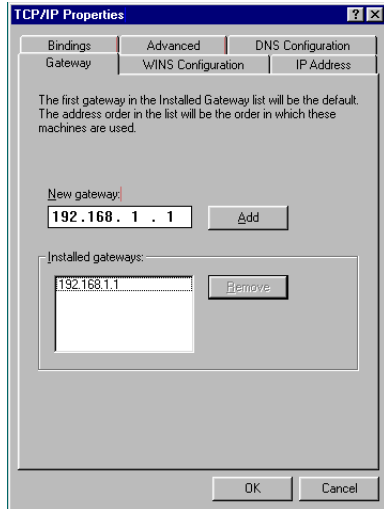 TCP/IP Properties
Bindings Advanced DNS Configuration
Gateway WINS Configuration IP Address
The first gateway in the Installed Gateway list will be the default.
The address order in the list will be the order in which these
machines are used.
New gateway:
192.168. 1 . 1 Add
Installed gateways:
192.168.1.1 Remove
OK Cancel